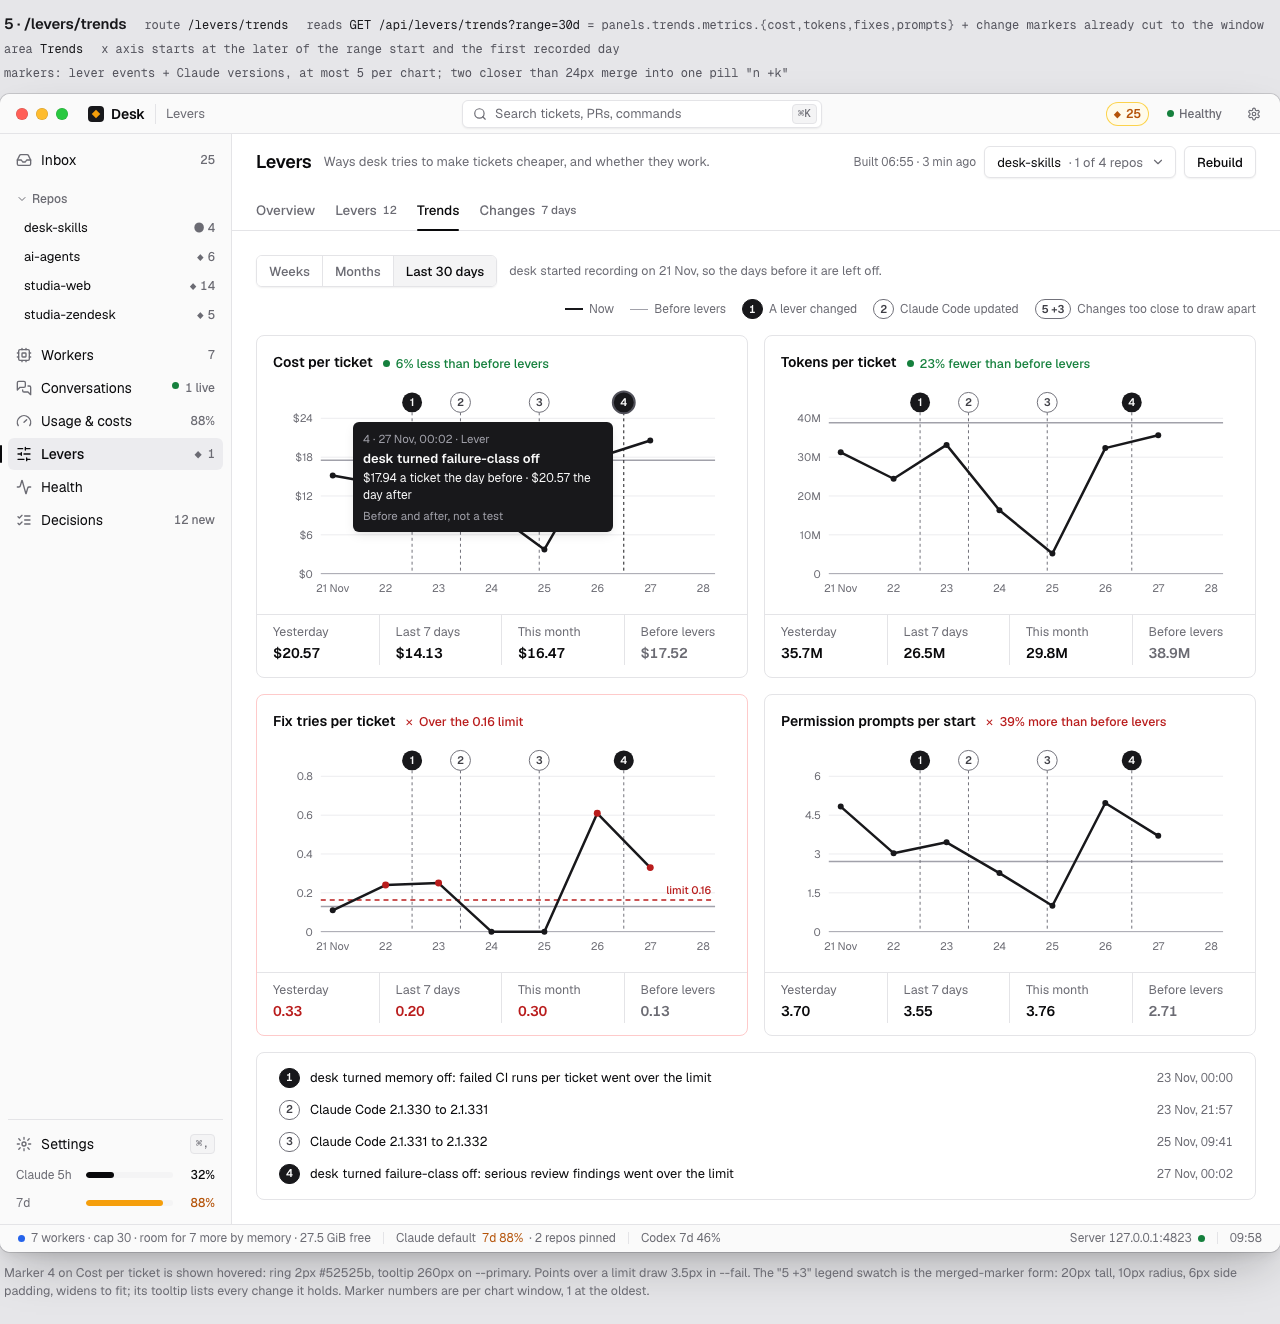 5 · /levers/trends route /levers/trends reads GET /api/levers/trends?range=30d = panels.trends.metrics.{cost,tokens,fixes,prompts} + change markers already cut to the window
area Trends x axis starts at the later of the range start and the first recorded day
markers: lever events + Claude versions, at most 5 per chart; two closer than 24px merge into one pill "n +k"
Desk Levers
Search tickets, PRs, commands ⌘K
25 Healthy
Inbox 25
Repos
desk-skills 4
ai-agents 6
studia-web 14
studia-zendesk 5
Workers 7
Conversations 1 live
Usage & costs 88%
Levers 1
Health
Decisions 12 new
Settings ⌘,
Claude 5h 32%
7d 88%
Levers Ways desk tries to make tickets cheaper, and whether they work.
Built 06:55 · 3 min ago desk-skills · 1 of 4 repos Rebuild
Overview Levers 12 Trends Changes 7 days
Weeks Months Last 30 days desk started recording on 21 Nov, so the days before it are left off.
Now Before levers 1 A lever changed 2 Claude Code updated 5 +3 Changes too close to draw apart
Cost per ticket 6% less than before levers
1 2 3 4
$24
$18
$12
$6
$0
4 · 27 Nov, 00:02 · Lever
desk turned failure-class off
$17.94 a ticket the day before · $20.57 the
day after
Before and after, not a test
21 Nov 22 23 24 25 26 27 28
Yesterday Last 7 days This month Before levers
$20.57 $14.13 $16.47 $17.52
Tokens per ticket 23% fewer than before levers
1 2 3 4
40M
30M
20M
10M
0
21 Nov 22 23 24 25 26 27 28
Yesterday Last 7 days This month Before levers
35.7M 26.5M 29.8M 38.9M
Fix tries per ticket × Over the 0.16 limit
1 2 3 4
0.8
0.6
0.4
0.2
0
limit 0.16
21 Nov 22 23 24 25 26 27 28
Yesterday Last 7 days This month Before levers
0.33 0.20 0.30 0.13
Permission prompts per start × 39% more than before levers
1 2 3 4
6
4.5
3
1.5
0
21 Nov 22 23 24 25 26 27 28
Yesterday Last 7 days This month Before levers
3.70 3.55 3.76 2.71
1 desk turned memory off: failed CI runs per ticket went over the limit 23 Nov, 00:00
2 Claude Code 2.1.330 to 2.1.331 23 Nov, 21:57
3 Claude Code 2.1.331 to 2.1.332 25 Nov, 09:41
4 desk turned failure-class off: serious review findings went over the limit 27 Nov, 00:02
7 workers · cap 30 · room for 7 more by memory · 27.5 GiB free Claude default 7d 88% · 2 repos pinned Codex 7d 46% Server 127.0.0.1:4823 09:58
Marker 4 on Cost per ticket is shown hovered: ring 2px #52525b, tooltip 260px on --primary. Points over a limit draw 3.5px in --fail. The "5 +3" legend swatch is the merged-marker form: 20px tall, 10px radius, 6px side
padding, widens to fit; its tooltip lists every change it holds. Marker numbers are per chart window, 1 at the oldest.